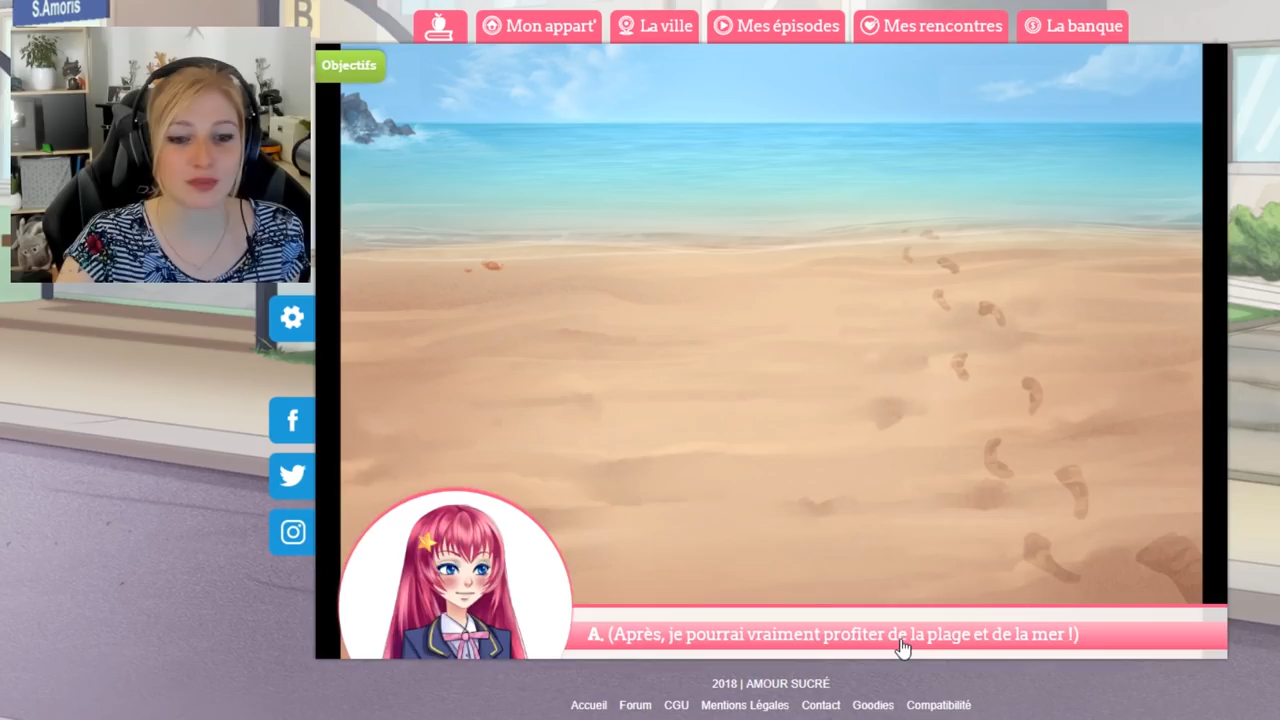 S.Amoris
B
Mon appart'
La ville
Mes épisodes
Mes rencontres
La banque
Objectifs
A. (Après, je pourrai vraiment profiter de la plage et de la mer !)
2018 | AMOUR SUCRÉ
Accueil Forum CGU Mentions Légales Contact Goodies Compatibilité